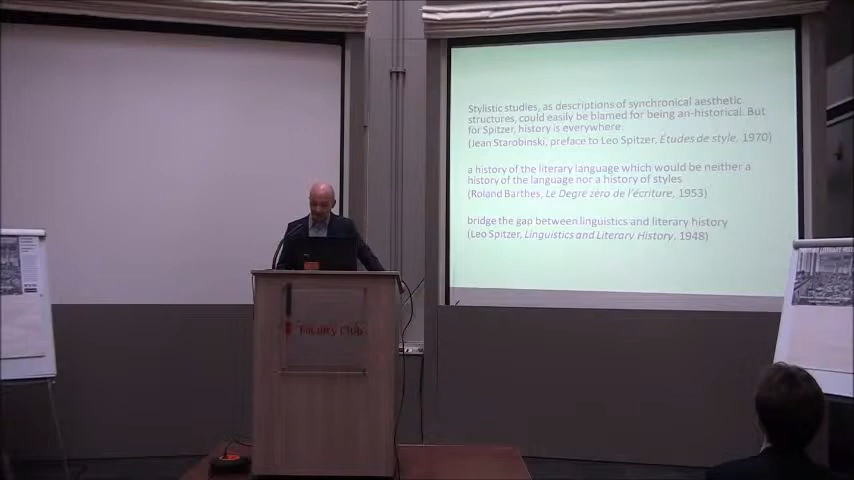 Stylistic studies, as descriptions of synchronical aesthetic
structures, could easily be blamed for being an-historical. But
for Spitzer, history is everywhere.
(Jean Starobinski, preface to Leo Spitzer, Études de style, 1970)
a history of the literary language which would be neither a
history of the language nor a history of styles
(Roland Barthes, Le Degre zéro de l'écriture, 1953)
bridge the gap between linguistics and literary history
(Leo Spitzer, Linguistics and Literary History, 1948)
Faculty Club